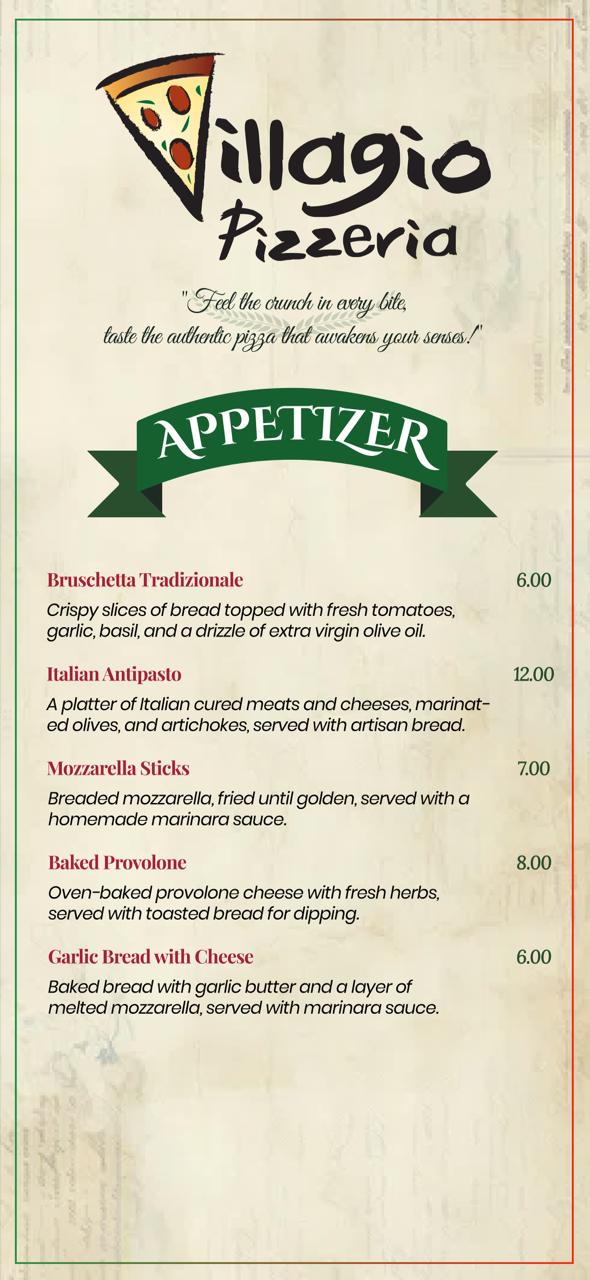 Villagio
Pizzeria
"Feel the crunch in every bite,
taste the authentic pizza that awakens your senses!"
APPETIZER
Bruschetta Tradizionale 6.00
Crispy slices of bread topped with fresh tomatoes,
garlic, basil, and a drizzle of extra virgin olive oil.
Italian Antipasto 12.00
A platter of Italian cured meats and cheeses, marinat-
ed olives, and artichokes, served with artisan bread.
Mozzarella Sticks 7.00
Breaded mozzarella, fried until golden, served with a
homemade marinara sauce.
Baked Provolone 8.00
Oven-baked provolone cheese with fresh herbs,
served with toasted bread for dipping.
Garlic Bread with Cheese 6.00
Baked bread with garlic butter and a layer of
melted mozzarella, served with marinara sauce.